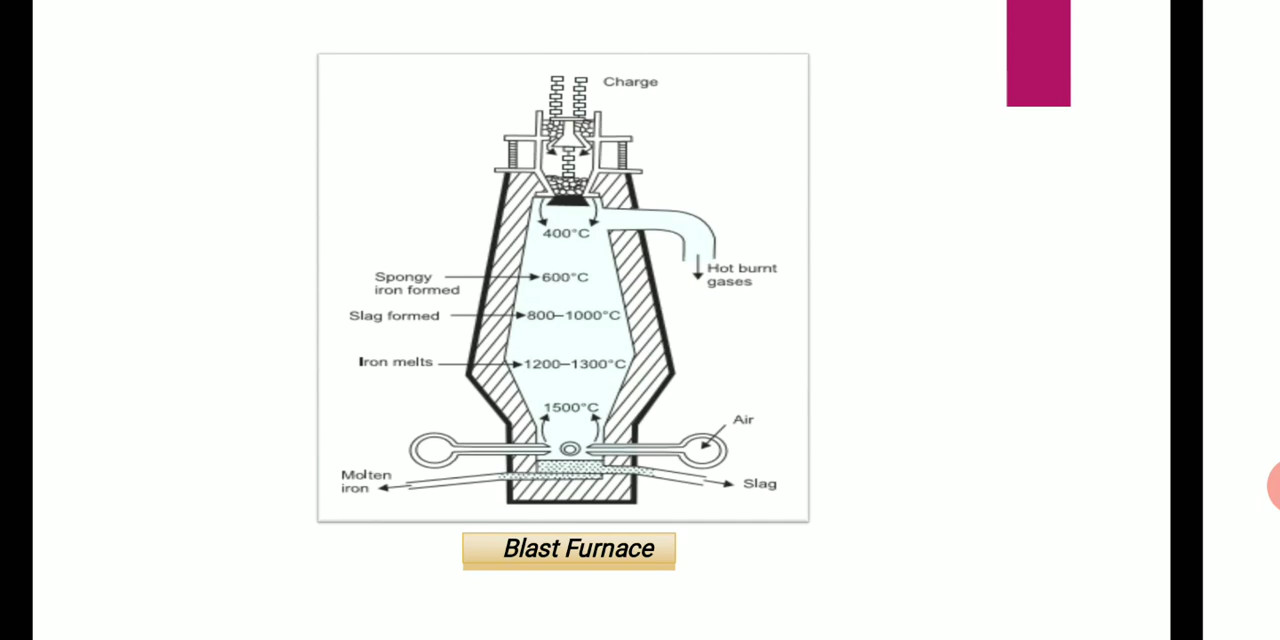 Charge
400°C
Hot burnt
gases
Spongy
iron formed
600°C
Slag formed
800–1000°C
Iron melts
1200–1300°C
1500°C
Air
Molten
iron
Slag
Blast Furnace